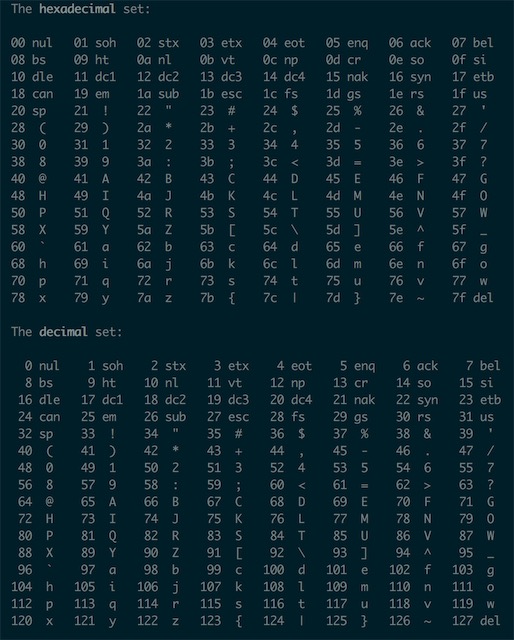 The hexadecimal set:
00 nul 01 soh 02 stx 03 etx 04 eot 05 enq 06 ack 07 bel
08 bs 09 ht 0a nl 0b vt 0c np 0d cr 0e so 0f si
10 dle 11 dc1 12 dc2 13 dc3 14 dc4 15 nak 16 syn 17 etb
18 can 19 em 1a sub 1b esc 1c fs 1d gs 1e rs 1f us
20 sp 21 ! 22 " 23 # 24 $ 25 % 26 & 27 '
28 ( 29 ) 2a * 2b + 2c , 2d - 2e . 2f /
30 0 31 1 32 2 33 3 34 4 35 5 36 6 37 7
38 8 39 9 3a : 3b ; 3c < 3d = 3e > 3f ?
40 @ 41 A 42 B 43 C 44 D 45 E 46 F 47 G
48 H 49 I 4a J 4b K 4c L 4d M 4e N 4f O
50 P 51 Q 52 R 53 S 54 T 55 U 56 V 57 W
58 X 59 Y 5a Z 5b [ 5c \ 5d ] 5e ^ 5f _
60 ` 61 a 62 b 63 c 64 d 65 e 66 f 67 g
68 h 69 i 6a j 6b k 6c l 6d m 6e n 6f o
70 p 71 q 72 r 73 s 74 t 75 u 76 v 77 w
78 x 79 y 7a z 7b { 7c | 7d } 7e ~ 7f del
The decimal set:
0 nul 1 soh 2 stx 3 etx 4 eot 5 enq 6 ack 7 bel
8 bs 9 ht 10 nl 11 vt 12 np 13 cr 14 so 15 si
16 dle 17 dc1 18 dc2 19 dc3 20 dc4 21 nak 22 syn 23 etb
24 can 25 em 26 sub 27 esc 28 fs 29 gs 30 rs 31 us
32 sp 33 ! 34 " 35 # 36 $ 37 % 38 & 39 '
40 ( 41 ) 42 * 43 + 44 , 45 - 46 . 47 /
48 0 49 1 50 2 51 3 52 4 53 5 54 6 55 7
56 8 57 9 58 : 59 ; 60 < 61 = 62 > 63 ?
64 @ 65 A 66 B 67 C 68 D 69 E 70 F 71 G
72 H 73 I 74 J 75 K 76 L 77 M 78 N 79 O
80 P 81 Q 82 R 83 S 84 T 85 U 86 V 87 W
88 X 89 Y 90 Z 91 [ 92 \ 93 ] 94 ^ 95 _
96 ` 97 a 98 b 99 c 100 d 101 e 102 f 103 g
104 h 105 i 106 j 107 k 108 l 109 m 110 n 111 o
112 p 113 q 114 r 115 s 116 t 117 u 118 v 119 w
120 x 121 y 122 z 123 { 124 | 125 } 126 ~ 127 del